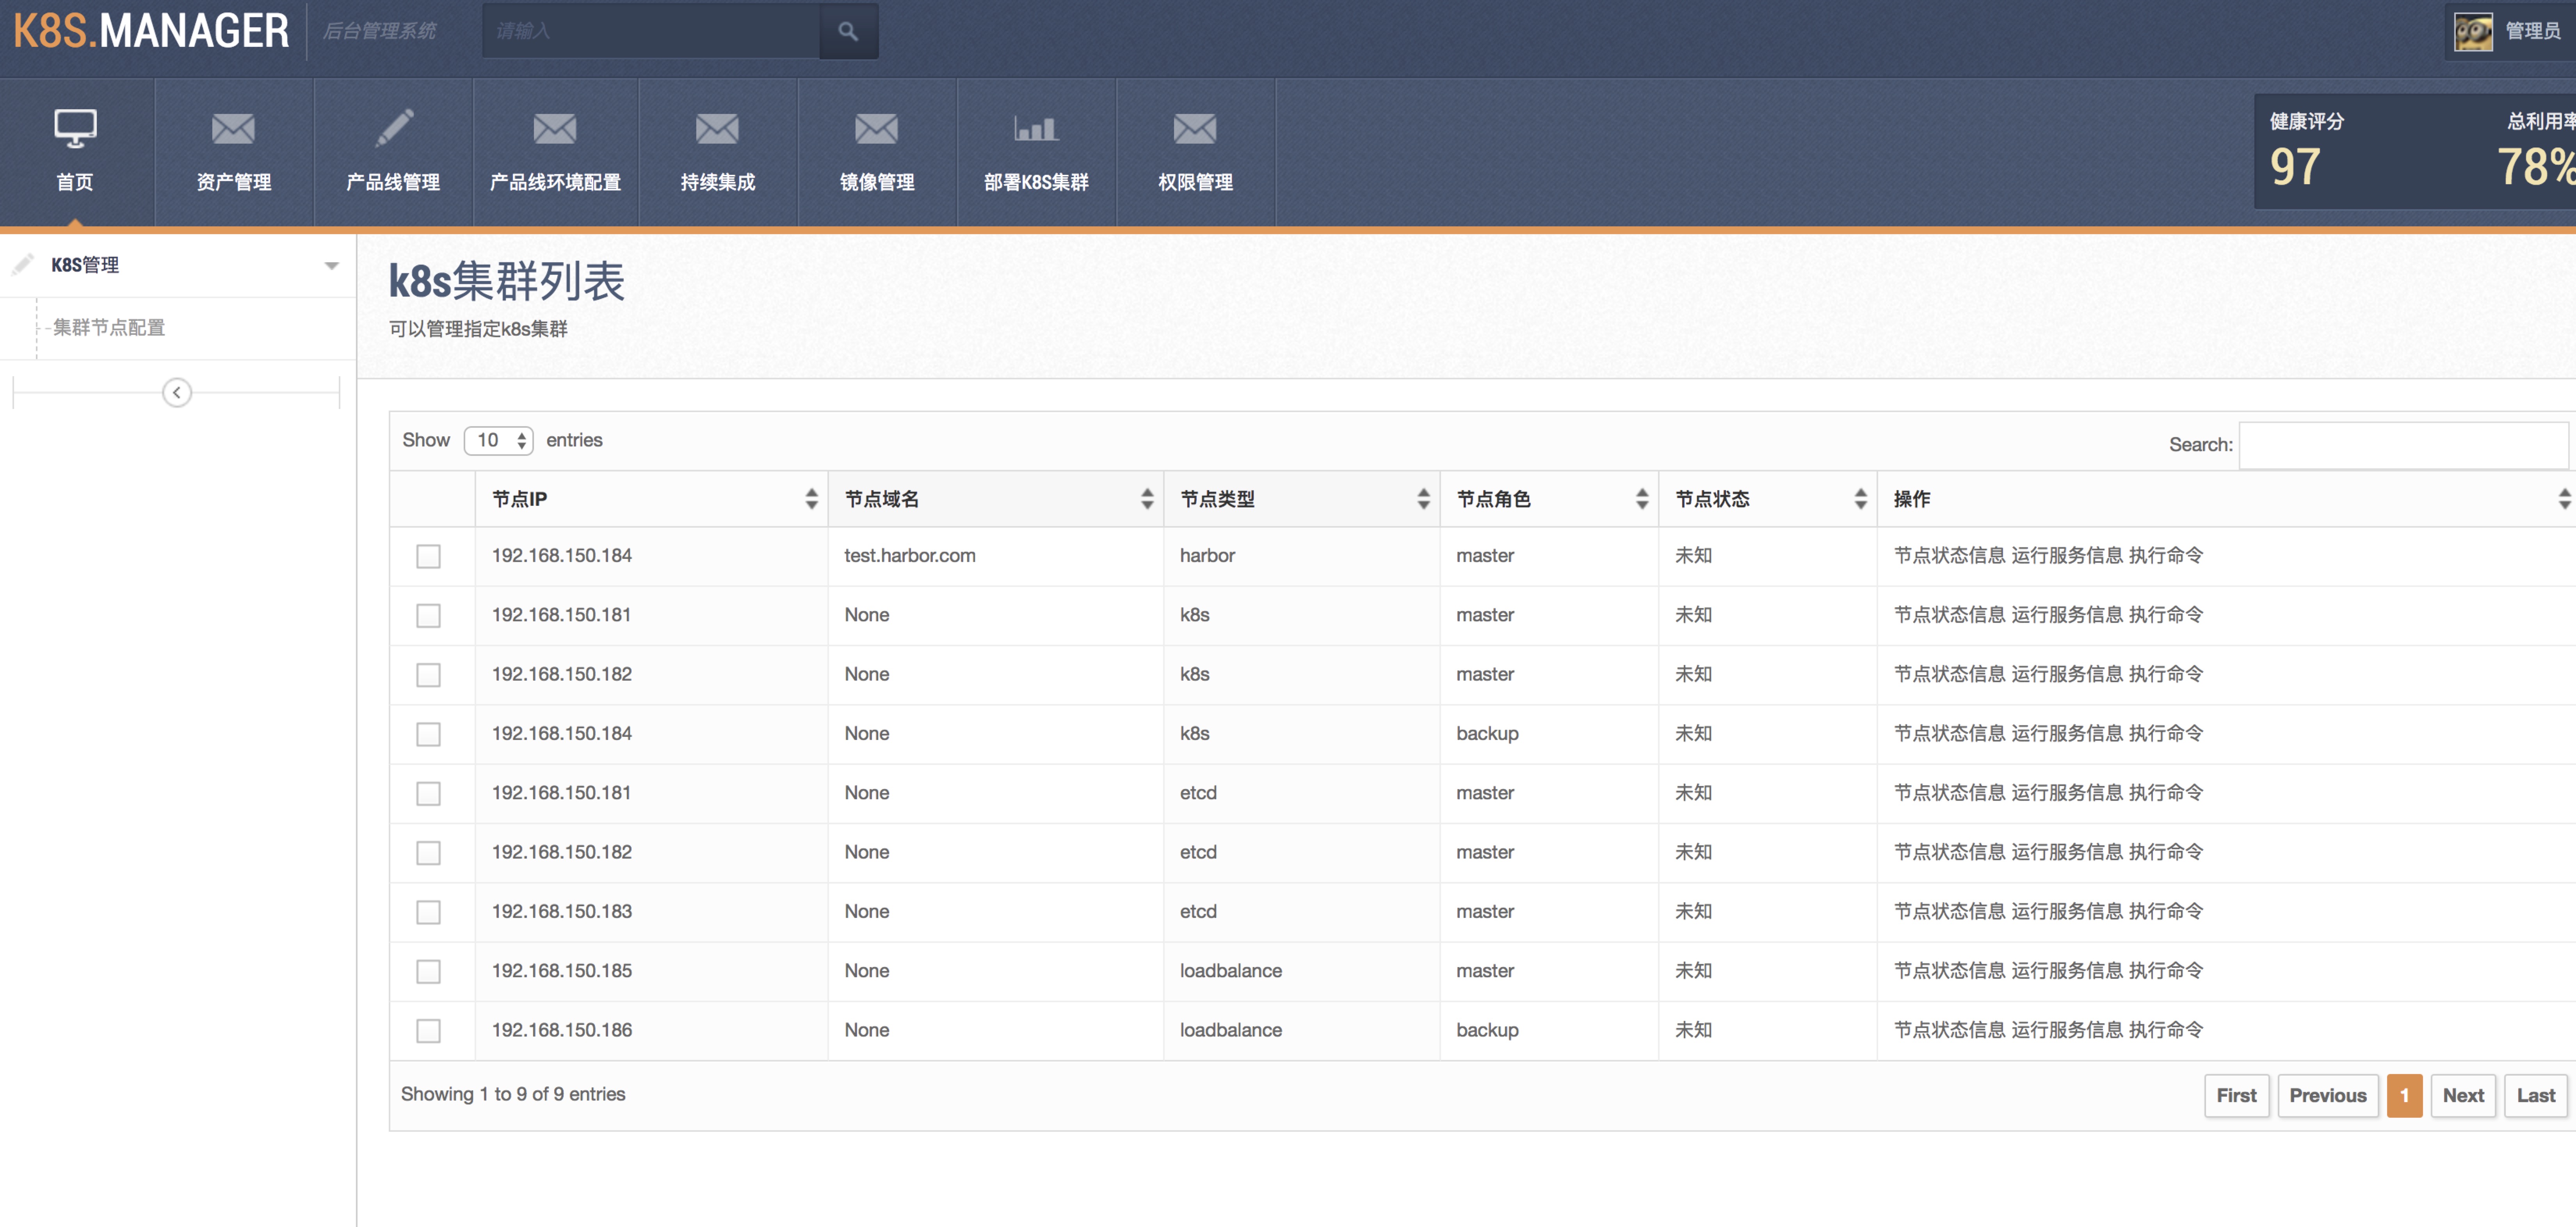 K8S.MANAGER 后台管理系统 请输入 管理员
首页 资产管理 产品线管理 产品线环境配置 持续集成 镜像管理 部署K8S集群 权限管理
健康评分 总利用率
97 78%
K8S管理
集群节点配置
k8s集群列表
可以管理指定k8s集群
Show 10 entries Search:
节点IP 节点域名 节点类型 节点角色 节点状态 操作
192.168.150.184 test.harbor.com harbor master 未知 节点状态信息 运行服务信息 执行命令
192.168.150.181 None k8s master 未知 节点状态信息 运行服务信息 执行命令
192.168.150.182 None k8s master 未知 节点状态信息 运行服务信息 执行命令
192.168.150.184 None k8s backup 未知 节点状态信息 运行服务信息 执行命令
192.168.150.181 None etcd master 未知 节点状态信息 运行服务信息 执行命令
192.168.150.182 None etcd master 未知 节点状态信息 运行服务信息 执行命令
192.168.150.183 None etcd master 未知 节点状态信息 运行服务信息 执行命令
192.168.150.185 None loadbalance master 未知 节点状态信息 运行服务信息 执行命令
192.168.150.186 None loadbalance backup 未知 节点状态信息 运行服务信息 执行命令
Showing 1 to 9 of 9 entries First Previous 1 Next Last